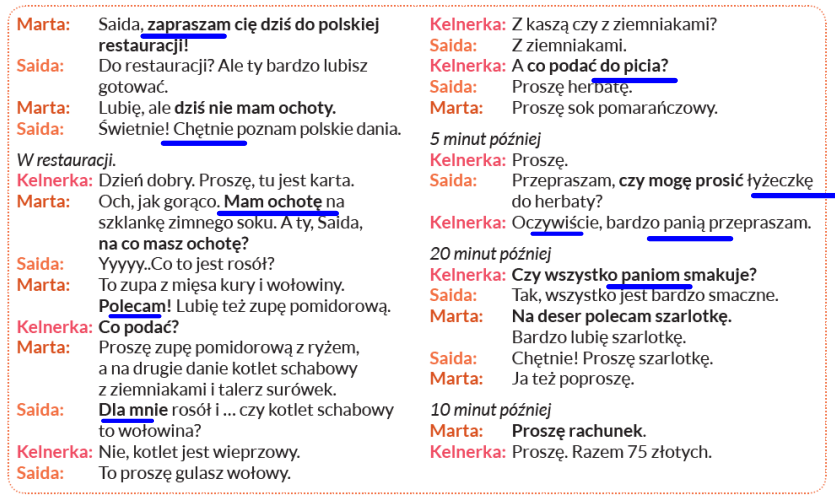 Marta: Saida, zapraszam cię dziś do polskiej
restauracji!
Saida: Do restauracji? Ale ty bardzo lubisz
gotować.
Marta: Lubię, ale dziś nie mam ochoty.
Saida: Świetnie! Chętnie poznam polskie dania.
W restauracji.
Kelnerka: Dzień dobry. Proszę, tu jest karta.
Marta: Och, jak gorąco. Mam ochotę na
szklankę zimnego soku. A ty, Saida,
na co masz ochotę?
Saida: Yyyyy..Co to jest rosół?
Marta: To zupa z mięsa kury i wołowiny.
Polecam! Lubię też zupę pomidorową.
Kelnerka: Co podać?
Marta: Proszę zupę pomidorową z ryżem,
a na drugie danie kotlet schabowy
z ziemniakami i talerz surówek.
Saida: Dla mnie rosół i ... czy kotlet schabowy
to wołowina?
Kelnerka: Nie, kotlet jest wieprzowy.
Saida: To proszę gulasz wołowy.
Kelnerka: Z kaszą czy z ziemniakami?
Saida: Z ziemniakami.
Kelnerka: A co podać do picia?
Saida: Proszę herbatę.
Marta: Proszę sok pomarańczowy.
5 minut później
Kelnerka: Proszę.
Saida: Przepraszam, czy mogę prosić łyżeczkę
do herbaty?
Kelnerka: Oczywiście, bardzo panią przepraszam.
20 minut później
Kelnerka: Czy wszystko paniom smakuje?
Saida: Tak, wszystko jest bardzo smaczne.
Marta: Na deser polecam szarlotkę.
Bardzo lubię szarlotkę.
Saida: Chętnie! Proszę szarlotkę.
Marta: Ja też poproszę.
10 minut później
Marta: Proszę rachunek.
Kelnerka: Proszę. Razem 75 złotych.